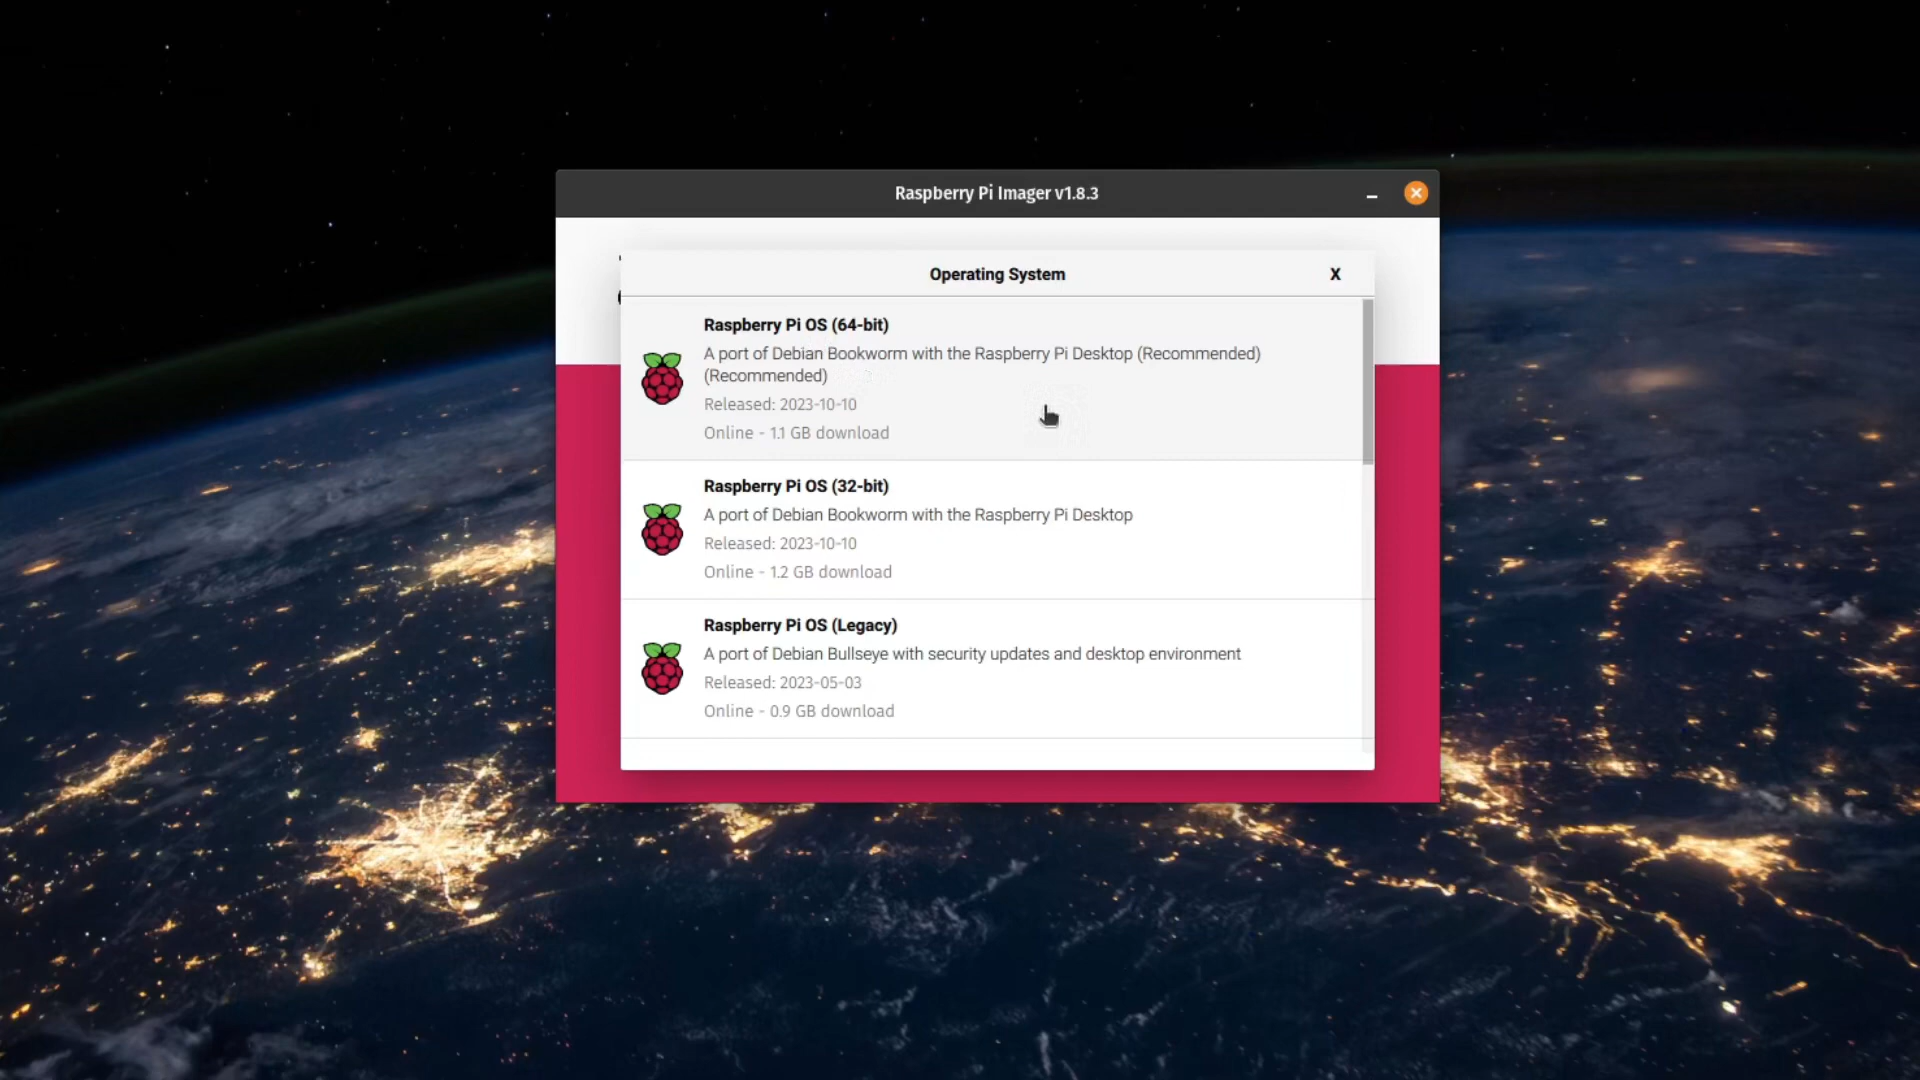 Raspberry Pi Imager v1.8.3
Operating System
X
Raspberry Pi OS (64-bit)
A port of Debian Bookworm with the Raspberry Pi Desktop (Recommended)
(Recommended)
Released: 2023-10-10
Online - 1.1 GB download
Raspberry Pi OS (32-bit)
A port of Debian Bookworm with the Raspberry Pi Desktop
Released: 2023-10-10
Online - 1.2 GB download
Raspberry Pi OS (Legacy)
A port of Debian Bullseye with security updates and desktop environment
Released: 2023-05-03
Online - 0.9 GB download